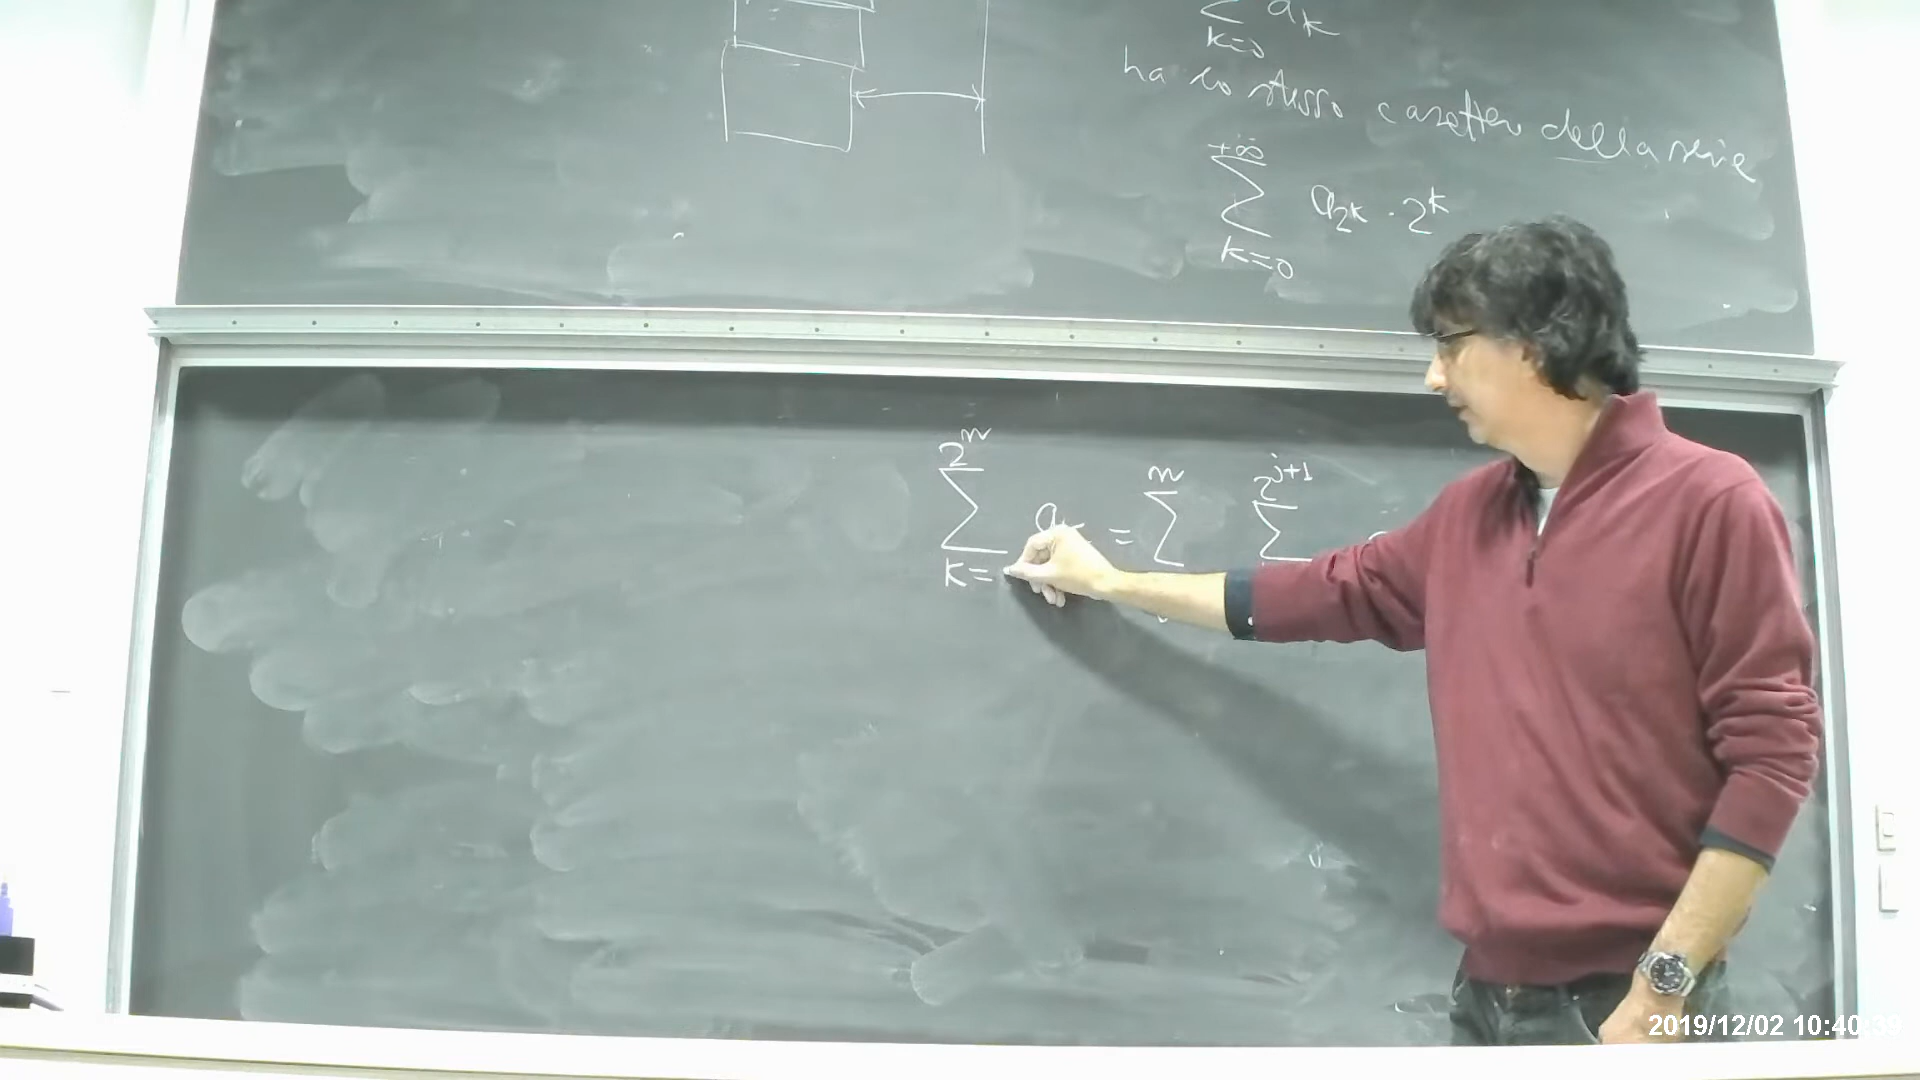 ∑ a_k
k=0
ha lo stesso carattere della serie
+∞
∑ a_{2^k} · 2^k
k=0
2^n n 2^{j+1}
∑ a = ∑ ∑
k=
2019/12/02 10:40:39